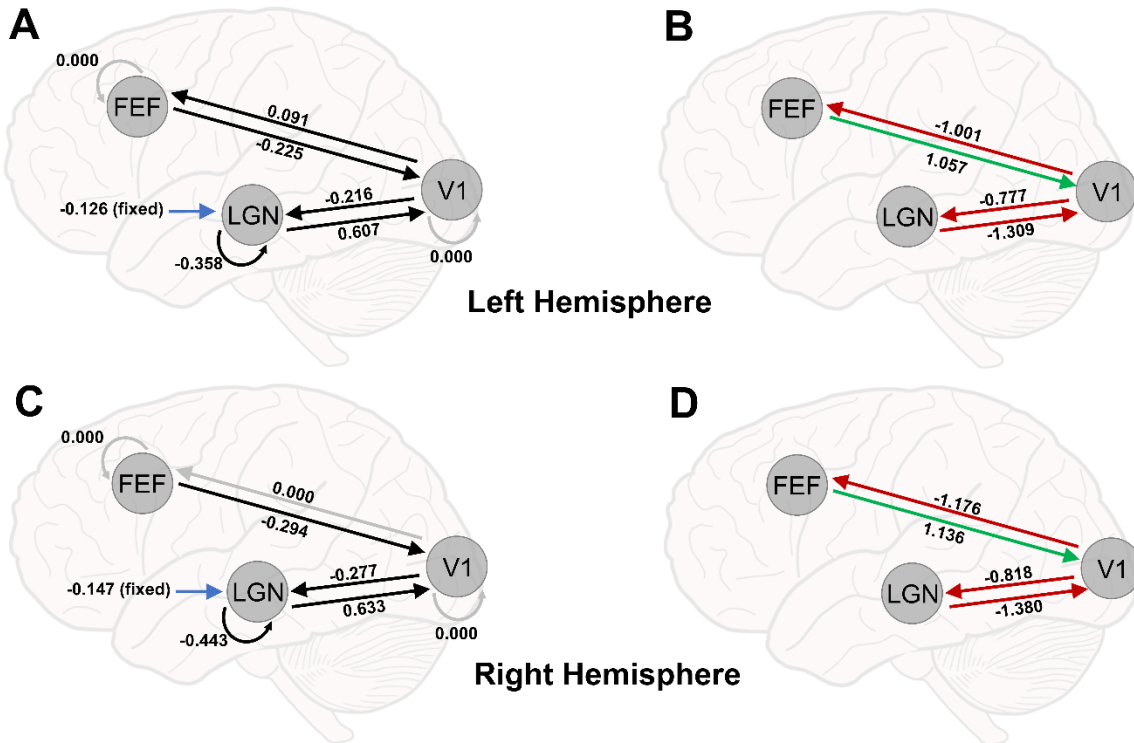 A
0.000
FEF
0.091
-0.225
-0.126 (fixed)
LGN
-0.216
0.607
V1
-0.358
0.000
B
FEF
-1.001
1.057
V1
LGN
-0.777
-1.309
Left Hemisphere
C
0.000
FEF
0.000
-0.294
-0.147 (fixed)
LGN
-0.277
0.633
V1
-0.443
0.000
D
FEF
-1.176
1.136
V1
LGN
-0.818
-1.380
Right Hemisphere